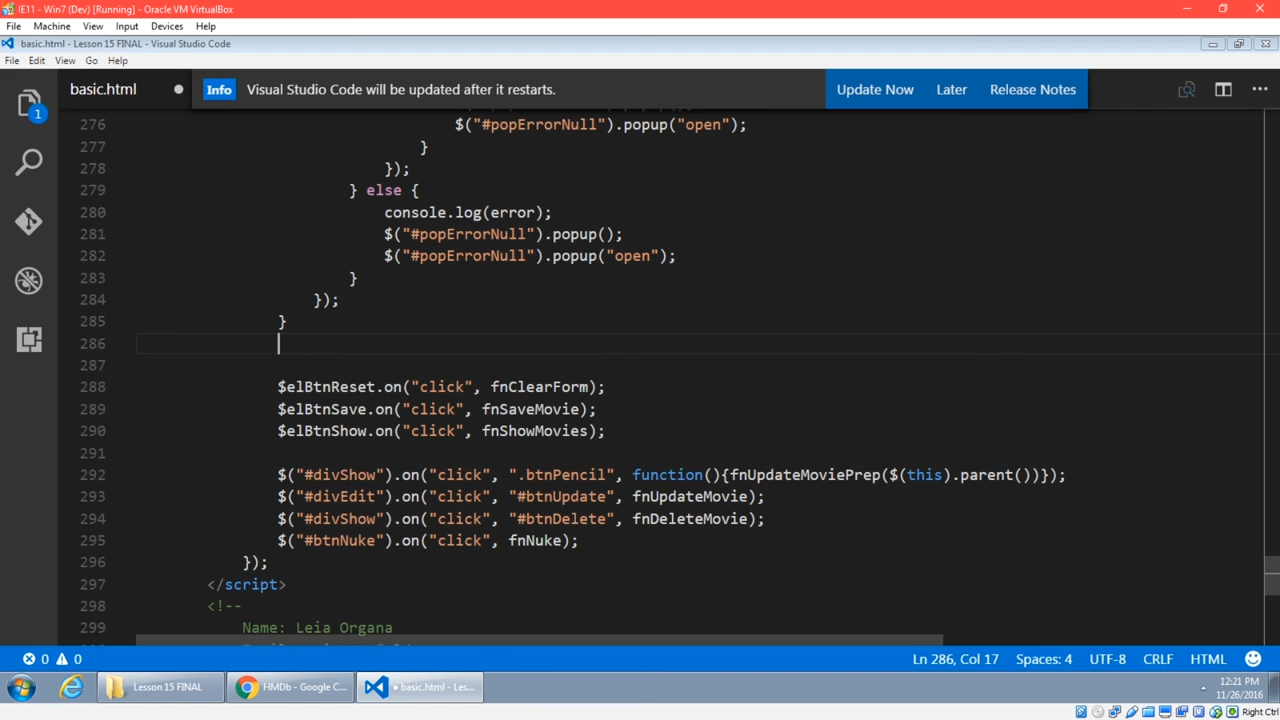 IE11 - Win7 (Dev) [Running] - Oracle VM VirtualBox
File Machine View Input Devices Help
basic.html - Lesson 15 FINAL - Visual Studio Code
File Edit View Go Help
1
basic.html
Info Visual Studio Code will be updated after it restarts.
Update Now Later Release Notes
276 $("#popErrorNull").popup("open");
277 }
278 });
279 } else {
280 console.log(error);
281 $("#popErrorNull").popup();
282 $("#popErrorNull").popup("open");
283 }
284 });
285 }
286
287
288 $elBtnReset.on("click", fnClearForm);
289 $elBtnSave.on("click", fnSaveMovie);
290 $elBtnShow.on("click", fnShowMovies);
291
292 $("#divShow").on("click", ".btnPencil", function(){fnUpdateMoviePrep($(this).parent())});
293 $("#divEdit").on("click", "#btnUpdate", fnUpdateMovie);
294 $("#divShow").on("click", "#btnDelete", fnDeleteMovie);
295 $("#btnNuke").on("click", fnNuke);
296 });
297 </script>
298 <!--
299 Name: Leia Organa
0 0 Ln 286, Col 17 Spaces: 4 UTF-8 CRLF HTML
Lesson 15 FINAL HMDb - Google C... • basic.html - Les...
12:21 PM
11/26/2016
Right Ctrl